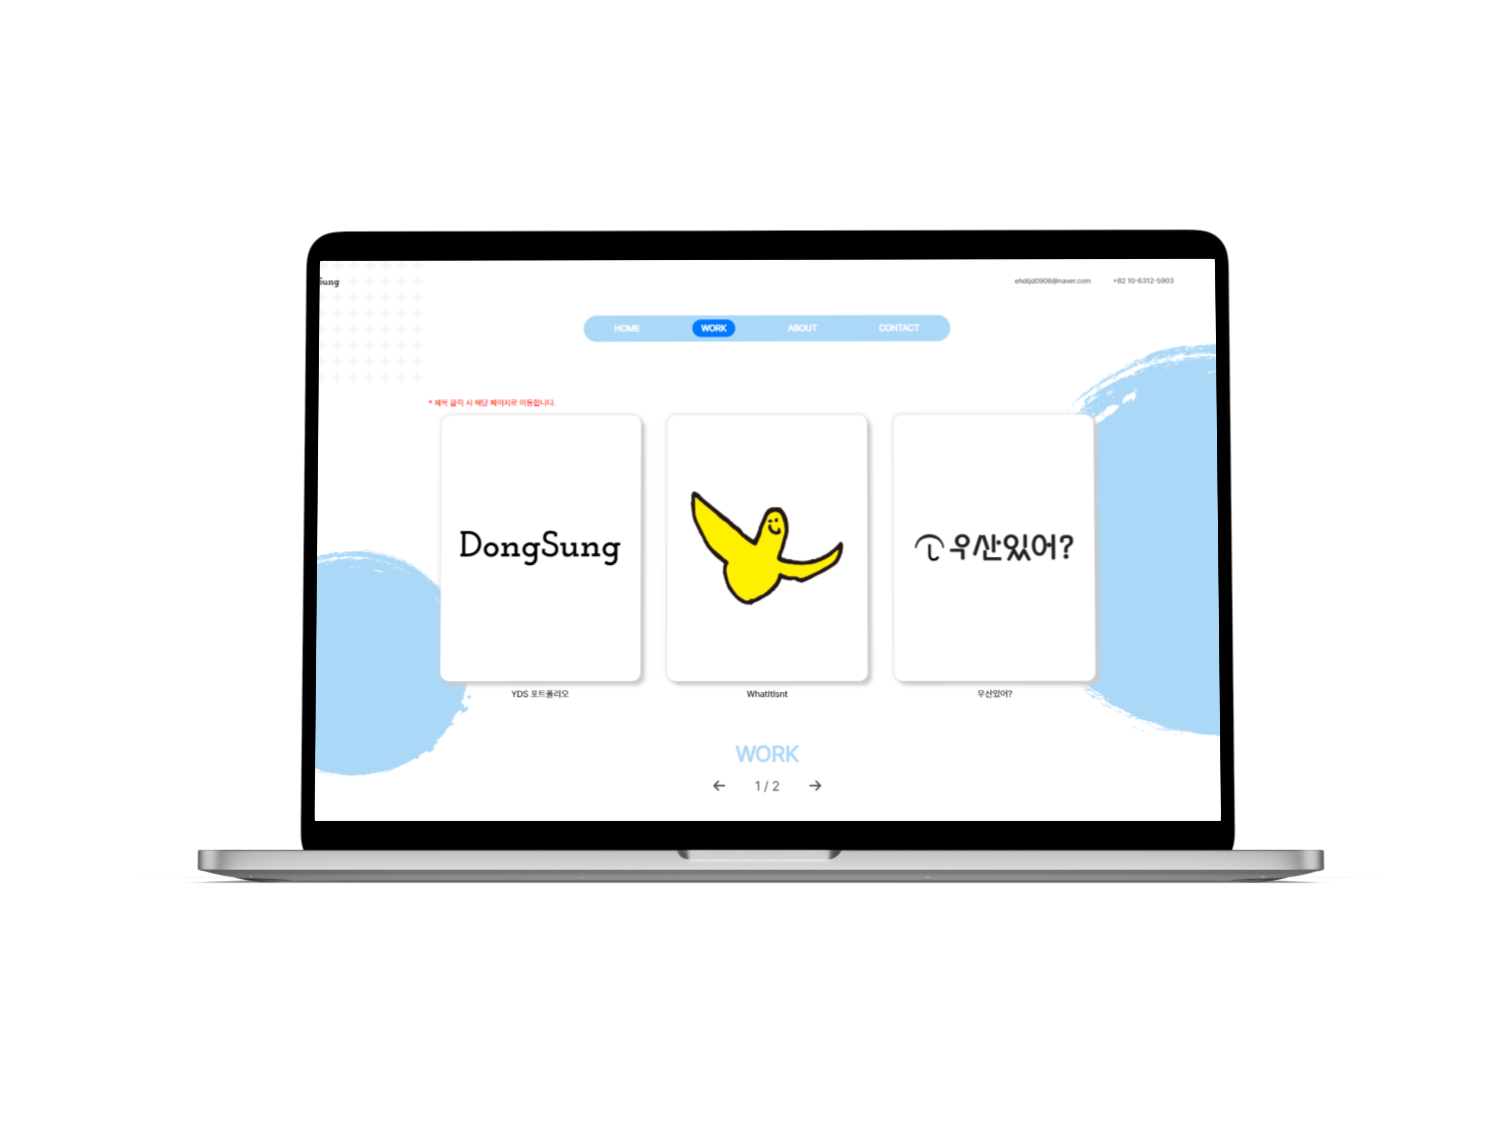 Sung
ehdtjd0906@naver.com +82 10-6312-5903
HOME WORK ABOUT CONTACT
* 제목 클릭 시 해당 페이지로 이동합니다.
DongSung
우산있어?
YDS 포트폴리오 WhatItIsnt 우산있어?
WORK
1 / 2